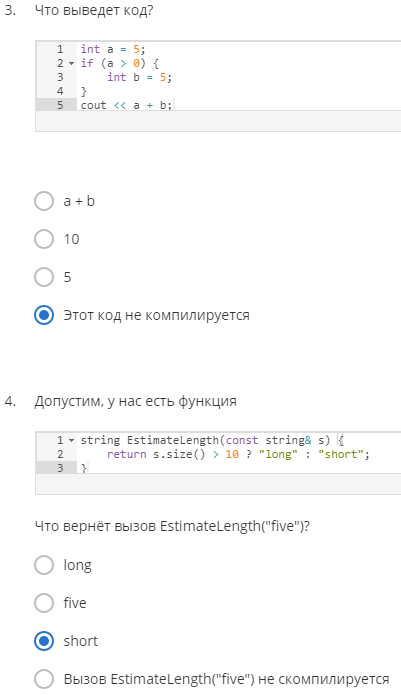 3. Что выведет код?
1 int a = 5;
2 if (a > 0) {
3 int b = 5;
4 }
5 cout << a + b;
a + b
10
5
Этот код не компилируется
4. Допустим, у нас есть функция
1 string EstimateLength(const string& s) {
2 return s.size() > 10 ? "long" : "short";
3 }
Что вернёт вызов EstimateLength("five")?
long
five
short
Вызов EstimateLength("five") не скомпилируется